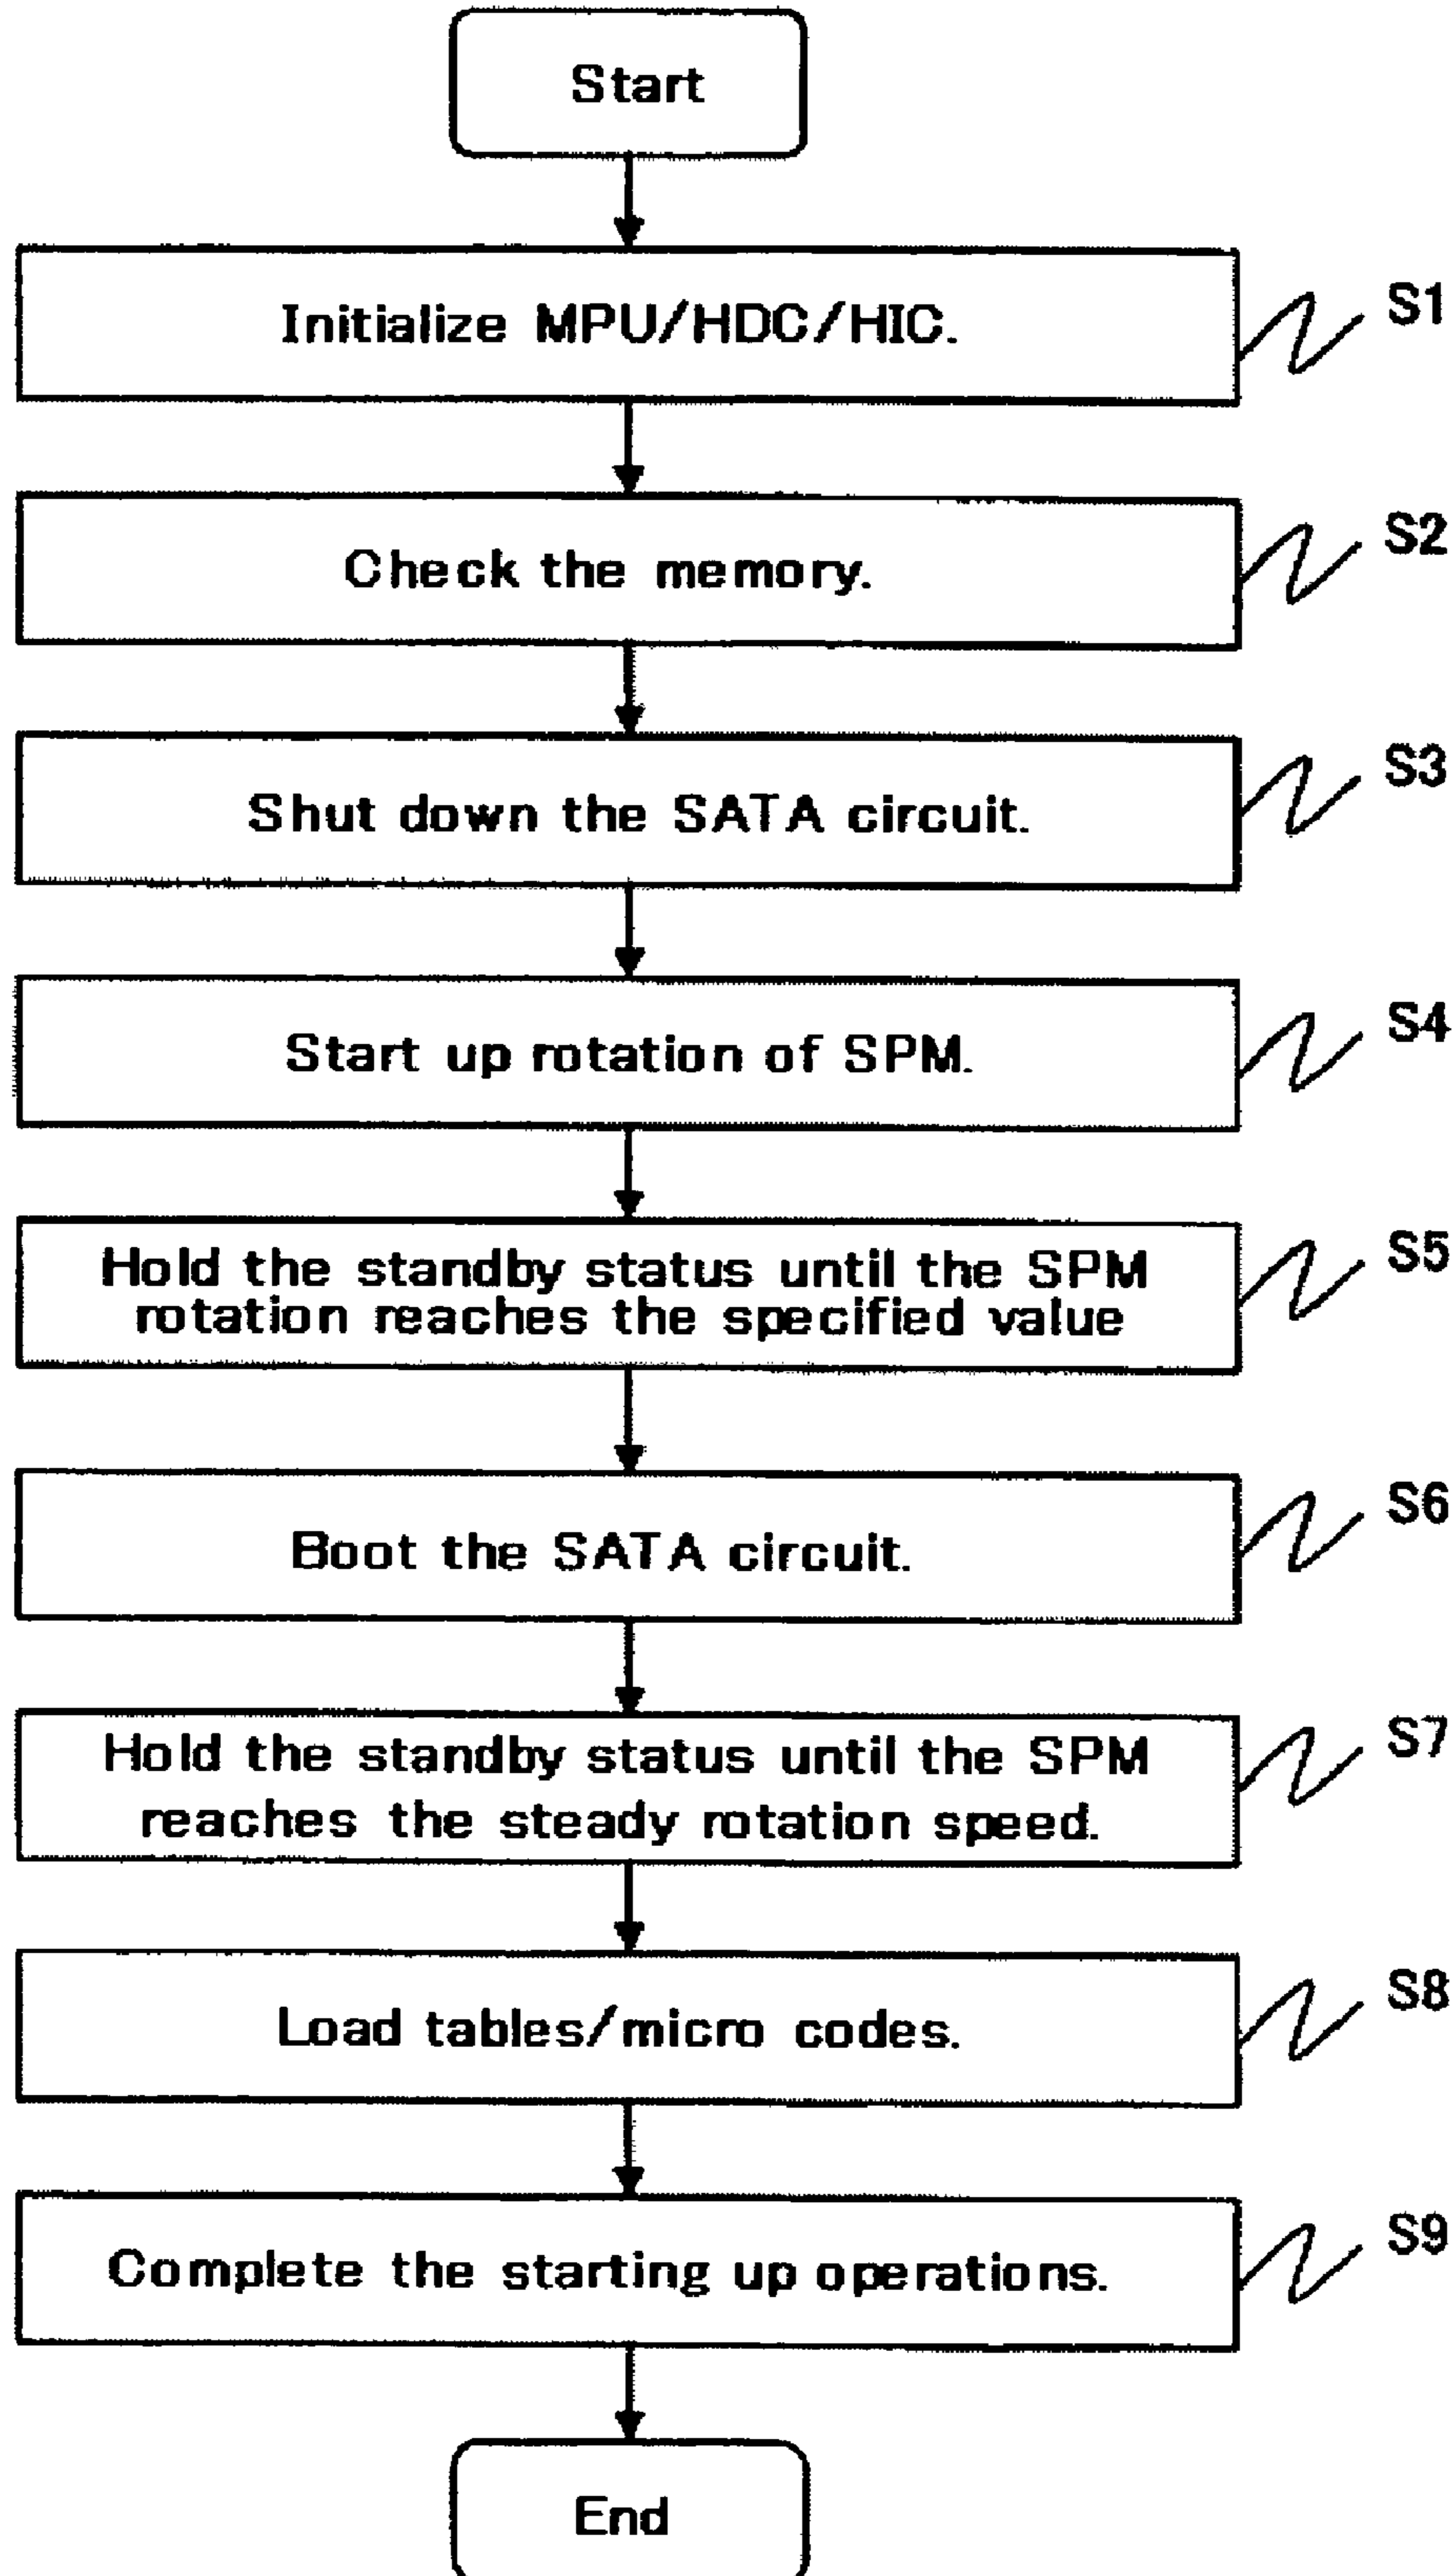 Start
Initialize MPU/HDC/HIC.
S1
Check the memory.
S2
Shut down the SATA circuit.
S3
Start up rotation of SPM.
S4
Hold the standby status until the SPM
rotation reaches the specified value
S5
Boot the SATA circuit.
S6
Hold the standby status until the SPM
reaches the steady rotation speed.
S7
Load tables/micro codes.
S8
Complete the starting up operations.
S9
End